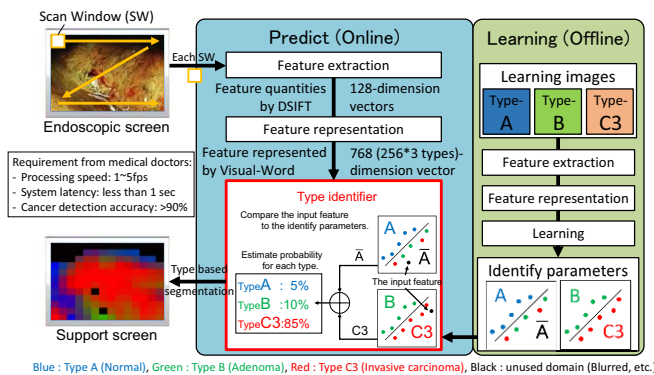 Scan Window (SW)
Endoscopic screen
Each SW
Requirement from medical doctors:
- Processing speed: 1~5fps
- System latency: less than 1 sec
- Cancer detection accuracy: >90%
Type based
segmentation
Support screen
Predict (Online)
Feature extraction
Feature quantities
by DSIFT
128-dimension
vectors
Feature representation
Feature represented
by Visual-Word
768 (256*3 types)-
dimension vector
Type identifier
Compare the input feature
to the identify parameters.
A
A̅
Estimate probability
for each type.
TypeA : 5%
TypeB : 10%
TypeC3:85%
A̅
The input feature
B
C3
C3
Learning (Offline)
Learning images
Type-
A
Type-
B
Type-
C3
Feature extraction
Feature representation
Learning
Identify parameters
A
A̅
B
C3
Blue : Type A (Normal), Green : Type B (Adenoma), Red : Type C3 (Invasive carcinoma), Black : unused domain (Blurred, etc.)